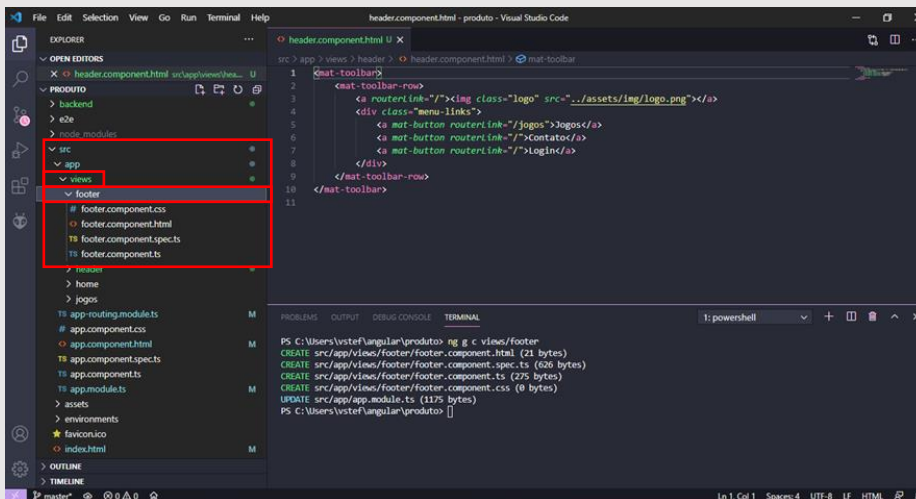 File Edit Selection View Go Run Terminal Help
header.component.html - produto - Visual Studio Code
EXPLORER
OPEN EDITORS
header.component.html src\app\views\hea... U
PRODUTO
backend
e2e
node_modules
src
app
views
footer
footer.component.css
footer.component.html
TS footer.component.spec.ts
TS footer.component.ts
header
home
jogos
TS app-routing.module.ts M
app.component.css
app.component.html M
TS app.component.spec.ts
TS app.component.ts
TS app.module.ts M
assets
environments
favicon.ico
index.html M
OUTLINE
TIMELINE
header.component.html U
src > app > views > header > header.component.html > mat-toolbar
1 <mat-toolbar>
2 <mat-toolbar-row>
3 <a routerLink="/"><img class="logo" src="../assets/img/logo.png"></a>
4 <div class="menu-links">
5 <a mat-button routerLink="/jogos">Jogos</a>
6 <a mat-button routerLink="/">Contato</a>
7 <a mat-button routerLink="/">Login</a>
8 </div>
9 </mat-toolbar-row>
10 </mat-toolbar>
11
PROBLEMS OUTPUT DEBUG CONSOLE TERMINAL
1: powershell
PS C:\Users\vstef\angular\produto> ng g c views/footer
CREATE src/app/views/footer/footer.component.html (21 bytes)
CREATE src/app/views/footer/footer.component.spec.ts (626 bytes)
CREATE src/app/views/footer/footer.component.ts (275 bytes)
CREATE src/app/views/footer/footer.component.css (0 bytes)
UPDATE src/app/app.module.ts (1175 bytes)
PS C:\Users\vstef\angular\produto>
master* 0 0 Ln 1, Col 1 Spaces: 4 UTF-8 LF HTML